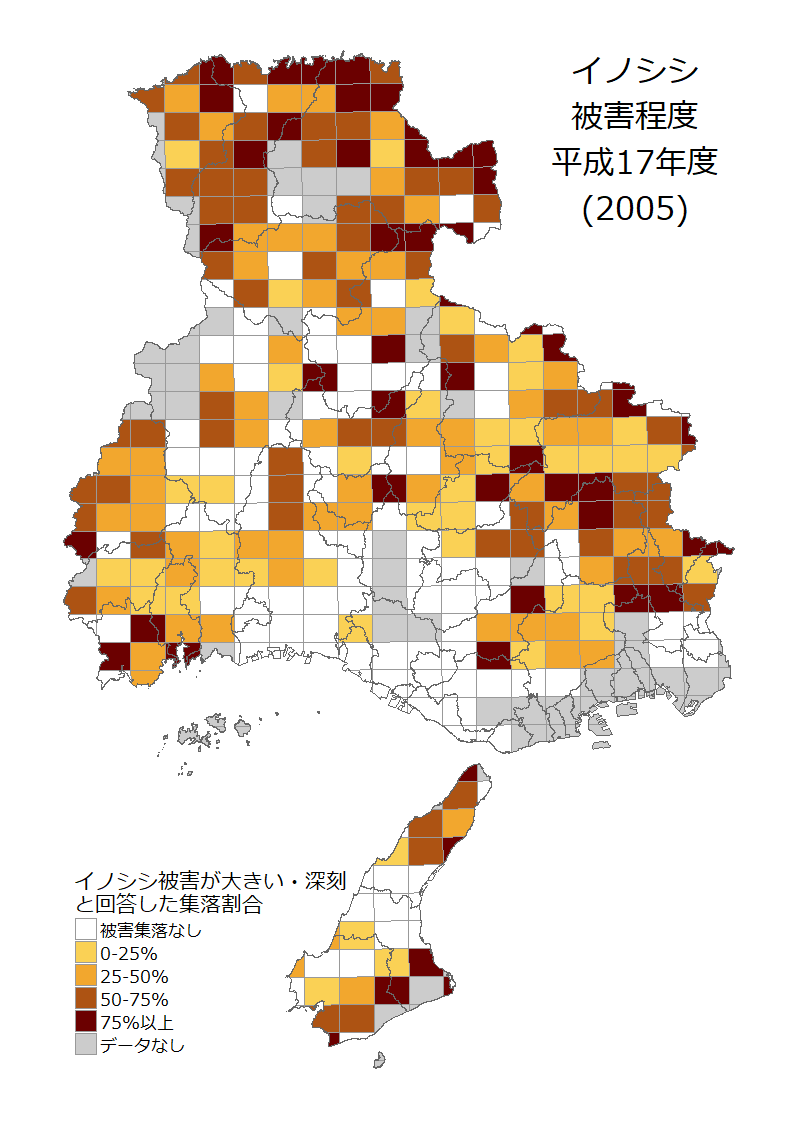 イノシシ
被害程度
平成17年度
(2005)
イノシシ被害が大きい・深刻
と回答した集落割合
被害集落なし
0-25%
25-50%
50-75%
75%以上
データなし